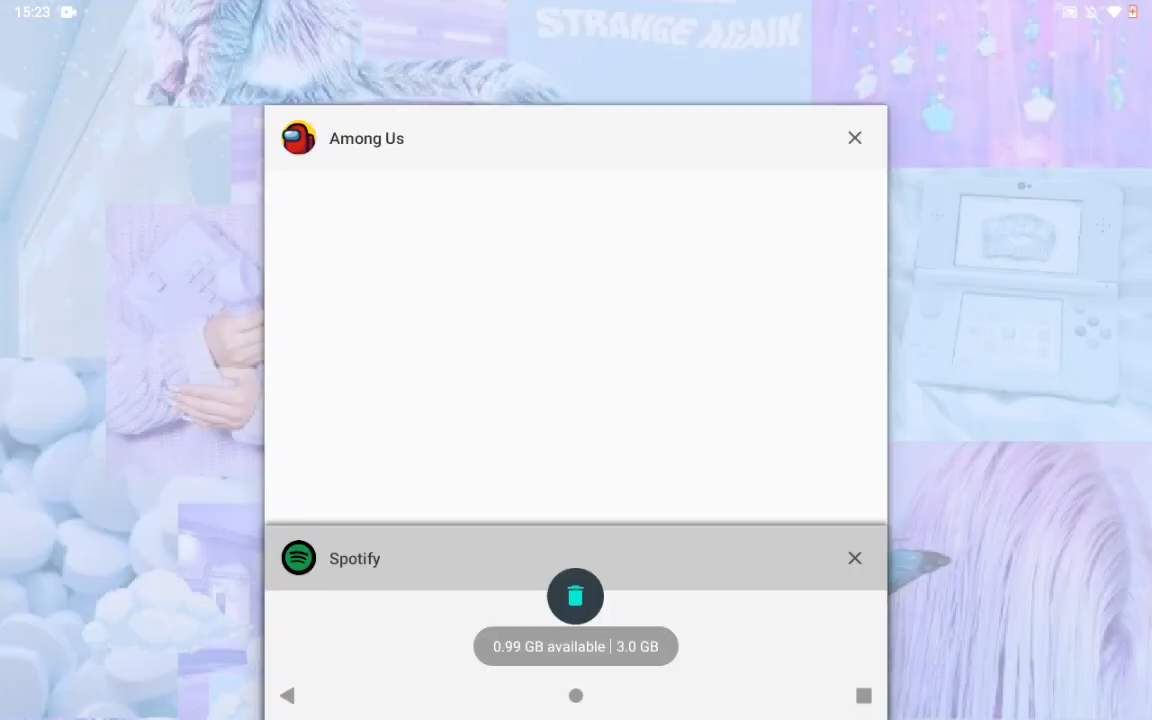 15:23
STRANGE AGAIN
Among Us
Spotify
0.99 GB available | 3.0 GB